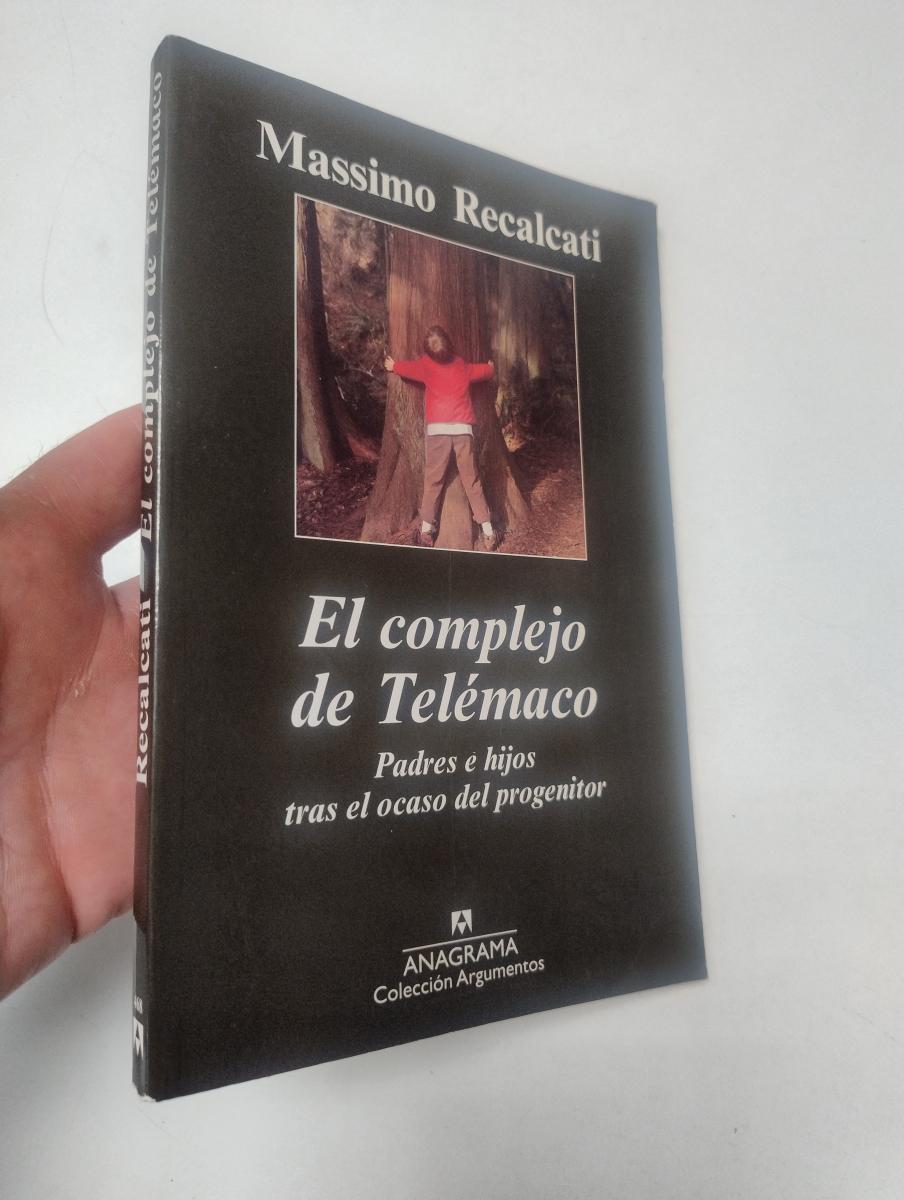 Massimo Recalcati
El complejo
de Telémaco
Padres e hijos
tras el ocaso del progenitor
ANAGRAMA
Colección Argumentos
Recalcati El complejo de Telémaco